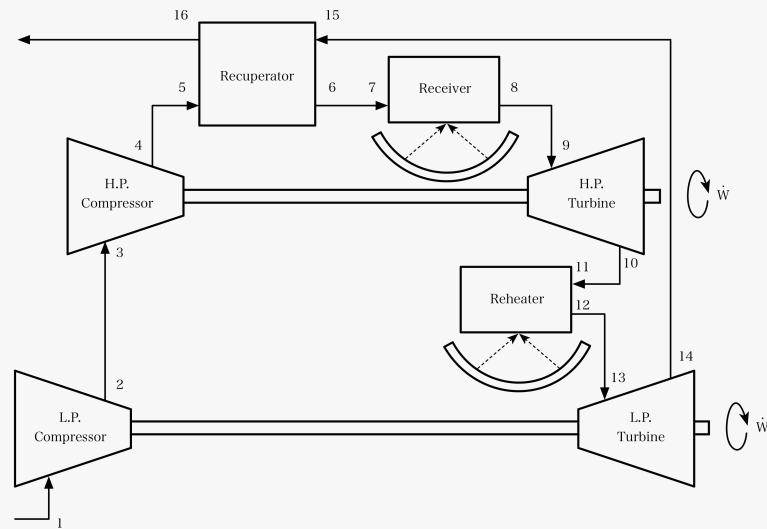 16
15
Recuperator
5
6
7
Receiver
8
4
9
H.P.
Compressor
H.P.
Turbine
Ẇ
3
10
11
Reheater
12
2
13
14
L.P.
Compressor
L.P.
Turbine
Ẇ
1